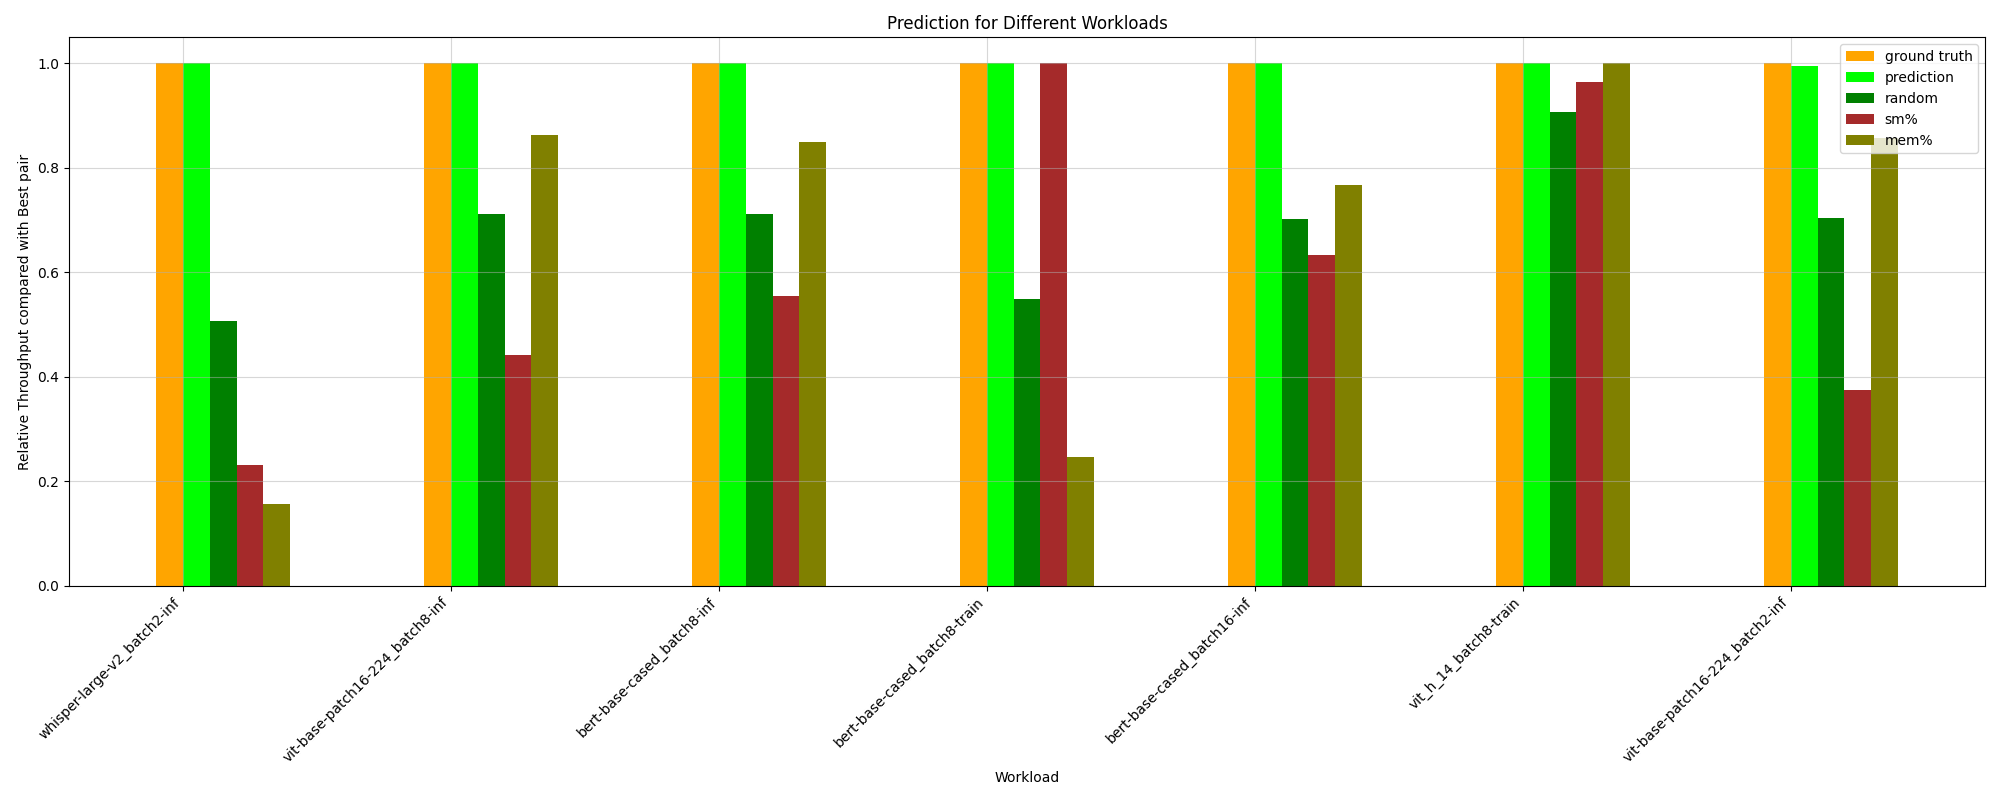 Prediction for Different Workloads
ground truth
prediction
random
sm%
mem%
Relative Throughput compared with Best pair
1.0
0.8
0.6
0.4
0.2
0.0
whisper-large-v2_batch2-inf
vit-base-patch16-224_batch8-inf
bert-base-cased_batch8-inf
bert-base-cased_batch8-train
bert-base-cased_batch16-inf
vit_h_14_batch8-train
vit-base-patch16-224_batch2-inf
Workload